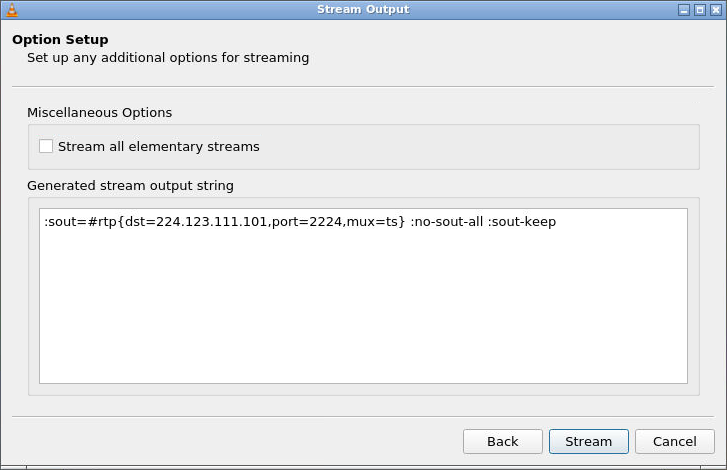 Stream Output
Option Setup
Set up any additional options for streaming
Miscellaneous Options
Stream all elementary streams
Generated stream output string
:sout=#rtp{dst=224.123.111.101,port=2224,mux=ts} :no-sout-all :sout-keep
Back
Stream
Cancel